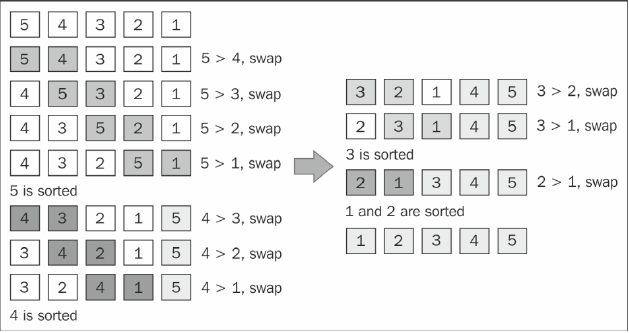 5 4 3 2 1
5 4 3 2 1 5 > 4, swap
4 5 3 2 1 5 > 3, swap
4 3 5 2 1 5 > 2, swap
4 3 2 5 1 5 > 1, swap
5 is sorted
4 3 2 1 5 4 > 3, swap
3 4 2 1 5 4 > 2, swap
3 2 4 1 5 4 > 1, swap
4 is sorted
3 2 1 4 5 3 > 2, swap
2 3 1 4 5 3 > 1, swap
3 is sorted
2 1 3 4 5 2 > 1, swap
1 and 2 are sorted
1 2 3 4 5